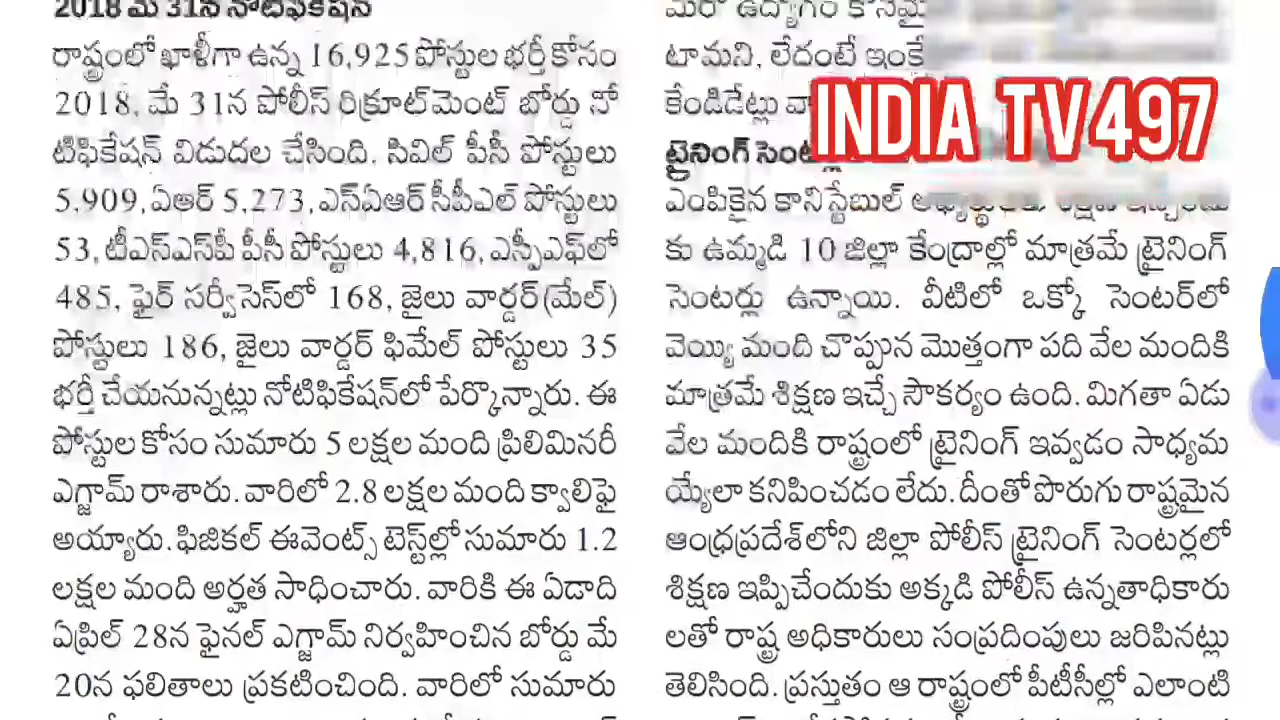 2018 మే 31న నోటిఫికేషన్
రాష్ట్రంలో ఖాళీగా ఉన్న 16,925 పోస్టుల భర్తీ కోసం
2018, మే 31న పోలీస్ రిక్రూట్‌మెంట్ బోర్డు నో
టిఫికేషన్ విడుదల చేసింది. సివిల్ పీసీ పోస్టులు
5,909, ఏఆర్ 5,273, ఎస్ఏఆర్ సీపీఎల్ పోస్టులు
53, టీఎస్ఎస్‌పీ పీసీ పోస్టులు 4,816, ఎస్పీఎఫ్‌లో
485, ఫైర్ సర్వీసెస్‌లో 168, జైలు వార్డర్(మేల్)
పోస్టులు 186, జైలు వార్డర్ ఫిమేల్ పోస్టులు 35
భర్తీ చేయనున్నట్లు నోటిఫికేషన్‌లో పేర్కొన్నారు. ఈ
పోస్టుల కోసం సుమారు 5 లక్షల మంది ప్రిలిమినరీ
ఎగ్జామ్ రాశారు. వారిలో 2.8 లక్షల మంది క్వాలిఫై
అయ్యారు. ఫిజికల్ ఈవెంట్స్ టెస్ట్‌ల్లో సుమారు 1.2
లక్షల మంది అర్హత సాధించారు. వారికి ఈ ఏడాది
ఏప్రిల్ 28న ఫైనల్ ఎగ్జామ్ నిర్వహించిన బోర్డు మే
20న ఫలితాలు ప్రకటించింది. వారిలో సుమారు
మరో ఉద్యోగం
టామని, లేదంటే ఇంకే
కేండిడేట్లు వా
INDIA TV497
ట్రైనింగ్
ఎంపికైన కానిస్టేబుల్
కు ఉమ్మడి 10 జిల్లా కేంద్రాల్లో మాత్రమే ట్రైనింగ్
సెంటర్లు ఉన్నాయి. వీటిలో ఒక్కో సెంటర్‌లో
వెయ్యి మంది చొప్పున మొత్తంగా పది వేల మందికి
మాత్రమే శిక్షణ ఇచ్చే సౌకర్యం ఉంది. మిగతా ఏడు
వేల మందికి రాష్ట్రంలో ట్రైనింగ్ ఇవ్వడం సాధ్యమ
య్యేలా కనిపించడం లేదు. దీంతో పొరుగు రాష్ట్రమైన
ఆంధ్రప్రదేశ్‌లోని జిల్లా పోలీస్ ట్రైనింగ్ సెంటర్లలో
శిక్షణ ఇప్పిచేందుకు అక్కడి పోలీస్ ఉన్నతాధికారు
లతో రాష్ట్ర అధికారులు సంప్రదింపులు జరిపినట్లు
తెలిసింది. ప్రస్తుతం ఆ రాష్ట్రంలో పీటీసీల్లో ఎలాంటి